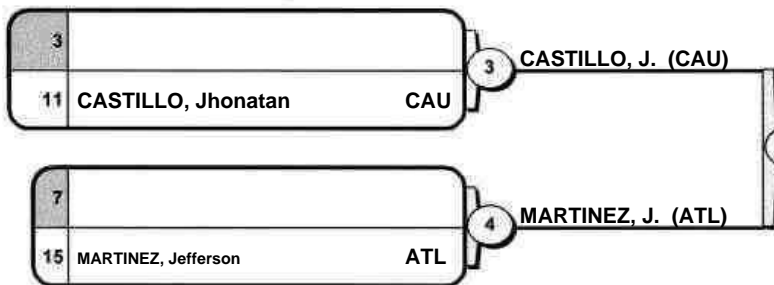 3
3 CASTILLO, J. (CAU)
11 CASTILLO, Jhonatan CAU
7
4 MARTINEZ, J. (ATL)
15 MARTINEZ, Jefferson ATL